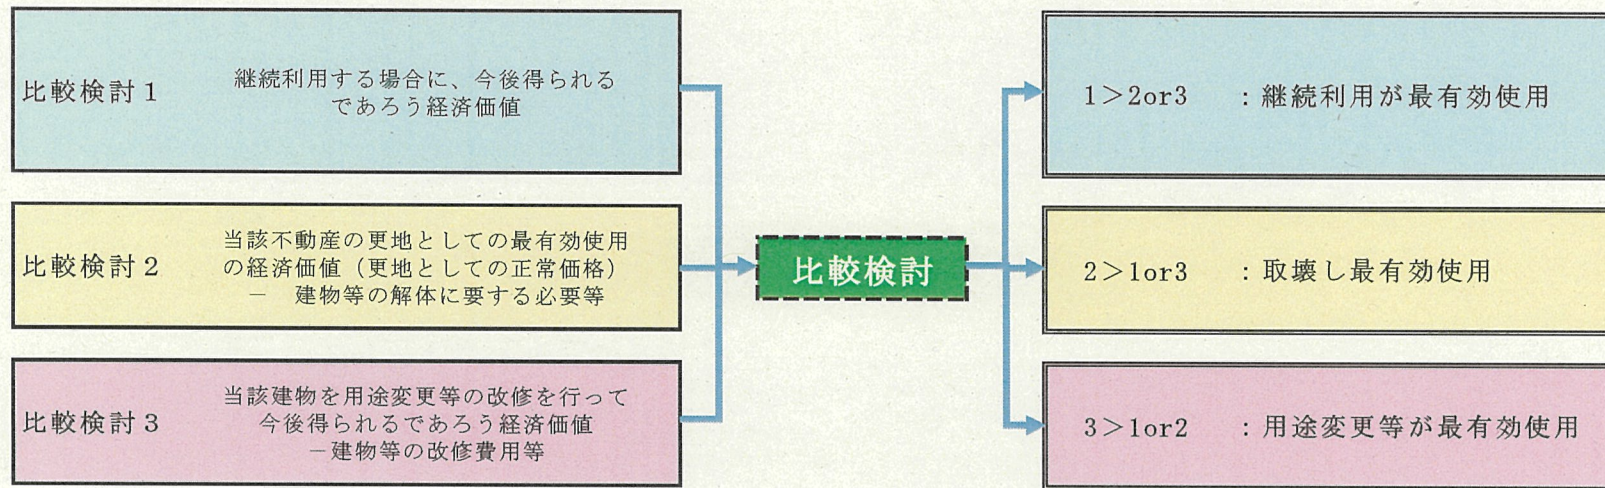 比較検討1
継続利用する場合に、今後得られる
であろう経済価値
比較検討2
当該不動産の更地としての最有効使用
の経済価値（更地としての正常価格）
－ 建物等の解体に要する必要等
比較検討3
当該建物を用途変更等の改修を行って
今後得られるであろう経済価値
－建物等の改修費用等
比較検討
1＞2or3 ：継続利用が最有効使用
2＞1or3 ：取壊し最有効使用
3＞1or2 ：用途変更等が最有効使用